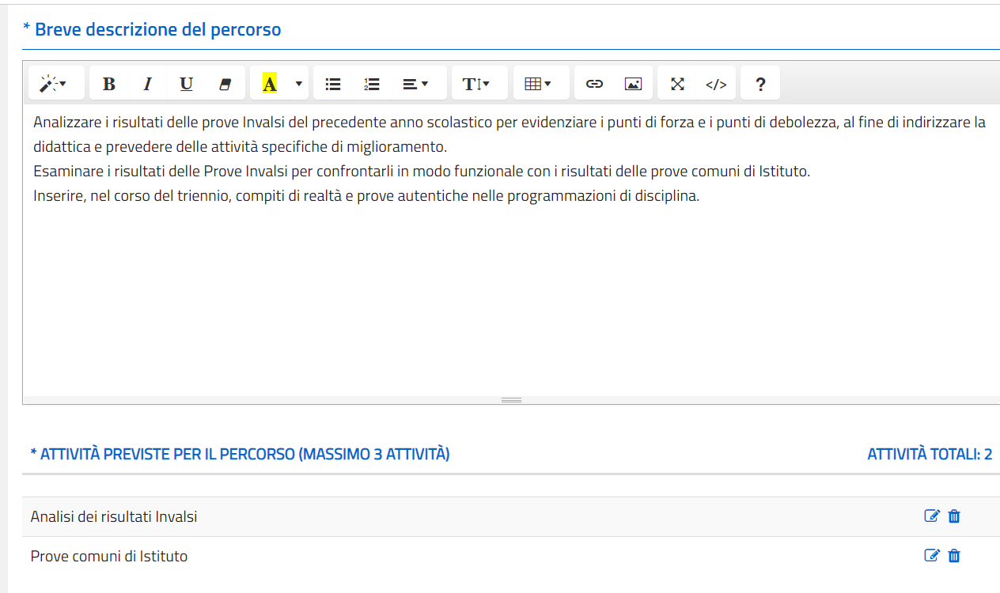 * Breve descrizione del percorso
B I U A T </> ?
Analizzare i risultati delle prove Invalsi del precedente anno scolastico per evidenziare i punti di forza e i punti di debolezza, al fine di indirizzare la
didattica e prevedere delle attività specifiche di miglioramento.
Esaminare i risultati delle Prove Invalsi per confrontarli in modo funzionale con i risultati delle prove comuni di Istituto.
Inserire, nel corso del triennio, compiti di realtà e prove autentiche nelle programmazioni di disciplina.
* ATTIVITÀ PREVISTE PER IL PERCORSO (MASSIMO 3 ATTIVITÀ) ATTIVITÀ TOTALI: 2
Analisi dei risultati Invalsi
Prove comuni di Istituto